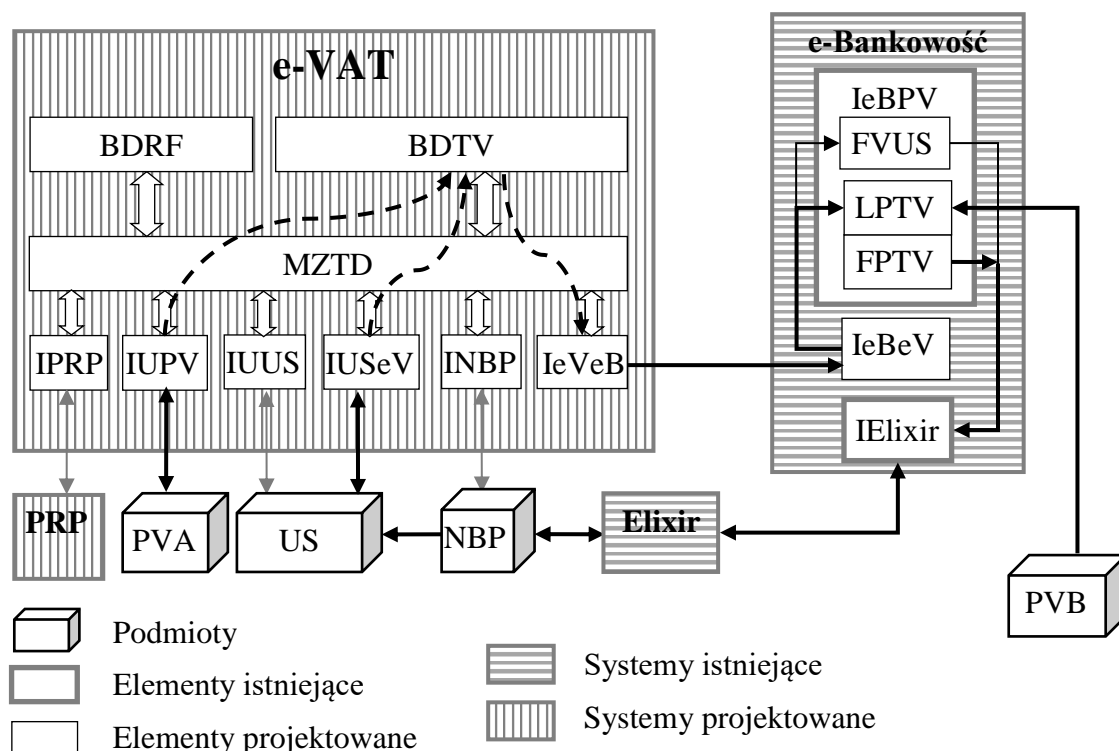 e-VAT
BDRF
BDTV
MZTD
IPRP
IUPV
IUUS
IUSeV
INBP
IeVeB
e-Bankowość
IeBPV
FVUS
LPTV
FPTV
IeBeV
IElixir
PRP
PVA
US
NBP
Elixir
PVB
Podmioty
Elementy istniejące
Elementy projektowane
Systemy istniejące
Systemy projektowane